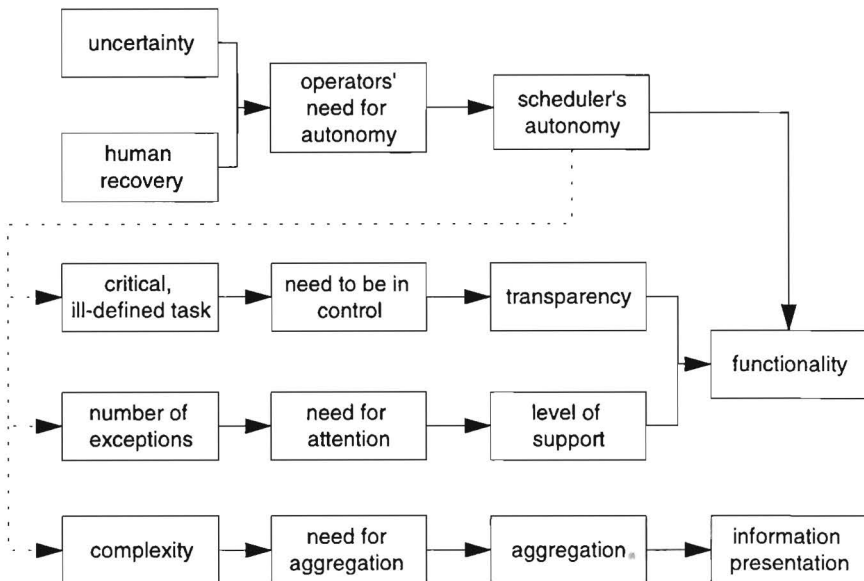 uncertainty
human
recovery
operators'
need for
autonomy
scheduler's
autonomy
critical,
ill-defined task
need to be in
control
transparency
functionality
number of
exceptions
need for
attention
level of
support
complexity
need for
aggregation
aggregation
information
presentation